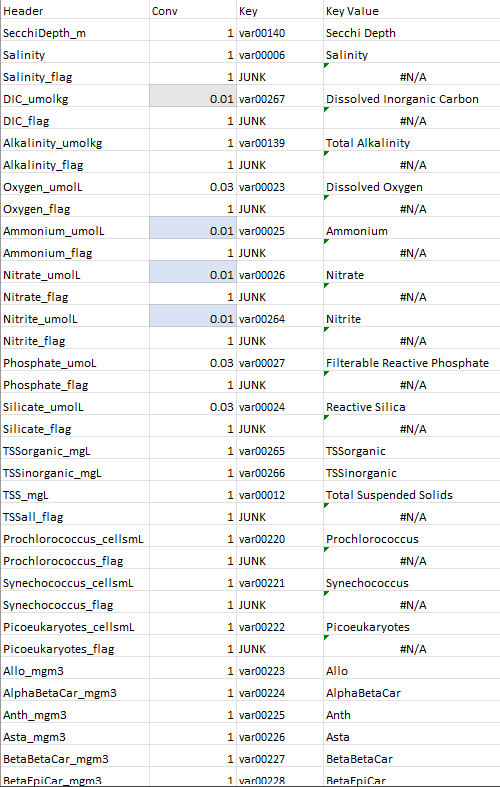 Header Conv Key Key Value
SecchiDepth_m 1 var00140 Secchi Depth
Salinity 1 var00006 Salinity
Salinity_flag 1 JUNK #N/A
DIC_umolkg 0.01 var00267 Dissolved Inorganic Carbon
DIC_flag 1 JUNK #N/A
Alkalinity_umolkg 1 var00139 Total Alkalinity
Alkalinity_flag 1 JUNK #N/A
Oxygen_umolL 0.03 var00023 Dissolved Oxygen
Oxygen_flag 1 JUNK #N/A
Ammonium_umolL 0.01 var00025 Ammonium
Ammonium_flag 1 JUNK #N/A
Nitrate_umolL 0.01 var00026 Nitrate
Nitrate_flag 1 JUNK #N/A
Nitrite_umolL 0.01 var00264 Nitrite
Nitrite_flag 1 JUNK #N/A
Phosphate_umoL 0.03 var00027 Filterable Reactive Phosphate
Phosphate_flag 1 JUNK #N/A
Silicate_umolL 0.03 var00024 Reactive Silica
Silicate_flag 1 JUNK #N/A
TSSorganic_mgL 1 var00265 TSSorganic
TSSinorganic_mgL 1 var00266 TSSinorganic
TSS_mgL 1 var00012 Total Suspended Solids
TSSall_flag 1 JUNK #N/A
Prochlorococcus_cellsmL 1 var00220 Prochlorococcus
Prochlorococcus_flag 1 JUNK #N/A
Synechococcus_cellsmL 1 var00221 Synechococcus
Synechococcus_flag 1 JUNK #N/A
Picoeukaryotes_cellsmL 1 var00222 Picoeukaryotes
Picoeukaryotes_flag 1 JUNK #N/A
Allo_mgm3 1 var00223 Allo
AlphaBetaCar_mgm3 1 var00224 AlphaBetaCar
Anth_mgm3 1 var00225 Anth
Asta_mgm3 1 var00226 Asta
BetaBetaCar_mgm3 1 var00227 BetaBetaCar
BetaEpiCar_mgm3 1 var00228 BetaEpiCar